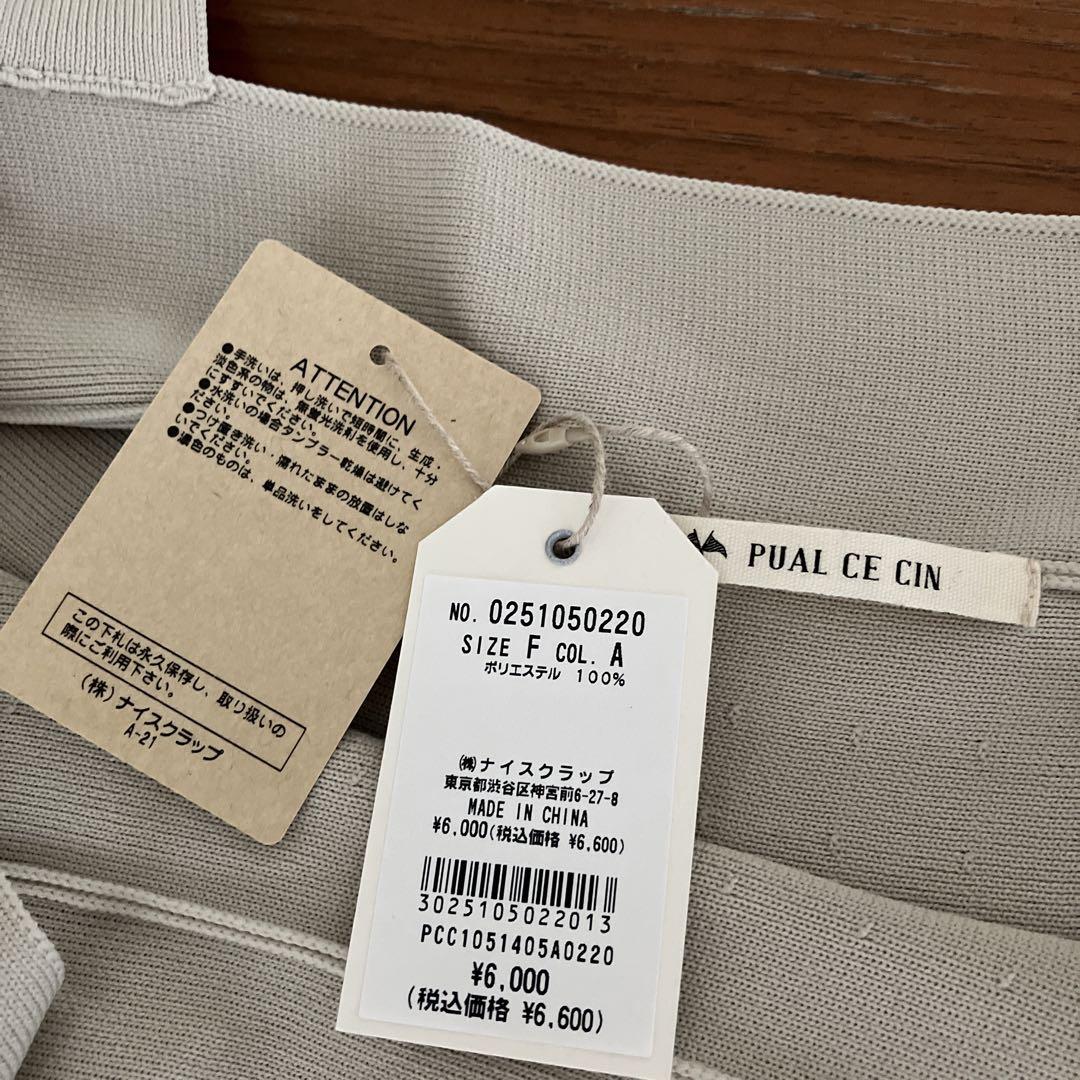 ATTENTION
●手洗いは、押し洗いで短時間に、生成、
淡色系の物は、無蛍光洗剤を使用し、十分
にすすいでください。
●水洗いの場合タンブラー乾燥は避けてく
ださい。
●つけ置き洗い・濡れたままの放置はしな
いでください。
●濃色のものは、単品洗いをしてください。
この下札は永久保存し、取り扱いの
際にご利用下さい。
(株)ナイスクラップ
A-21
PUAL CE CIN
NO. 0251050220
SIZE F COL. A
ポリエステル 100%
㈱ナイスクラップ
東京都渋谷区神宮前6-27-8
MADE IN CHINA
¥6,000(税込価格 ¥6,600)
3025105022013
PCC1051405A0220
¥6,000
(税込価格 ¥6,600)